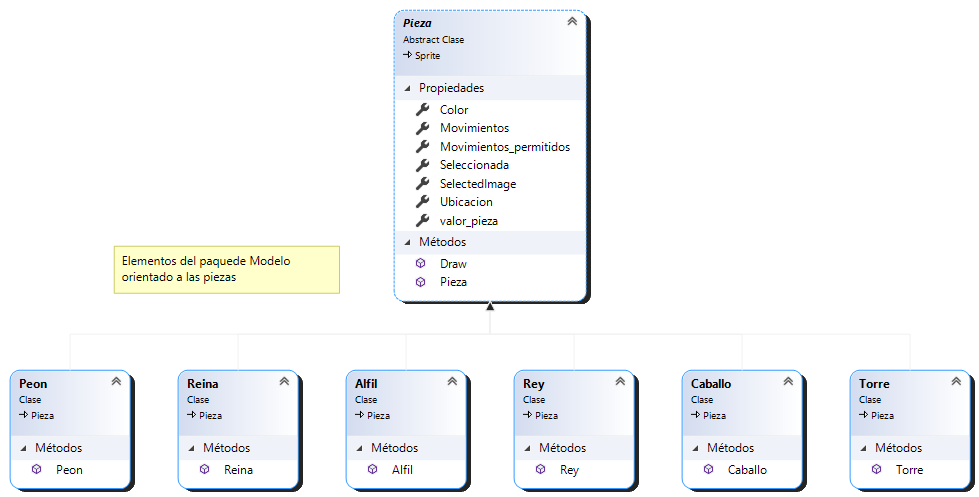 Pieza
Abstract Clase
Sprite
Propiedades
Color
Movimientos
Movimientos_permitidos
Seleccionada
SelectedImage
Ubicacion
valor_pieza
Métodos
Draw
Pieza
Elementos del paquede Modelo
orientado a las piezas
Peon
Clase
Pieza
Métodos
Peon
Reina
Clase
Pieza
Métodos
Reina
Alfil
Clase
Pieza
Métodos
Alfil
Rey
Clase
Pieza
Métodos
Rey
Caballo
Clase
Pieza
Métodos
Caballo
Torre
Clase
Pieza
Métodos
Torre